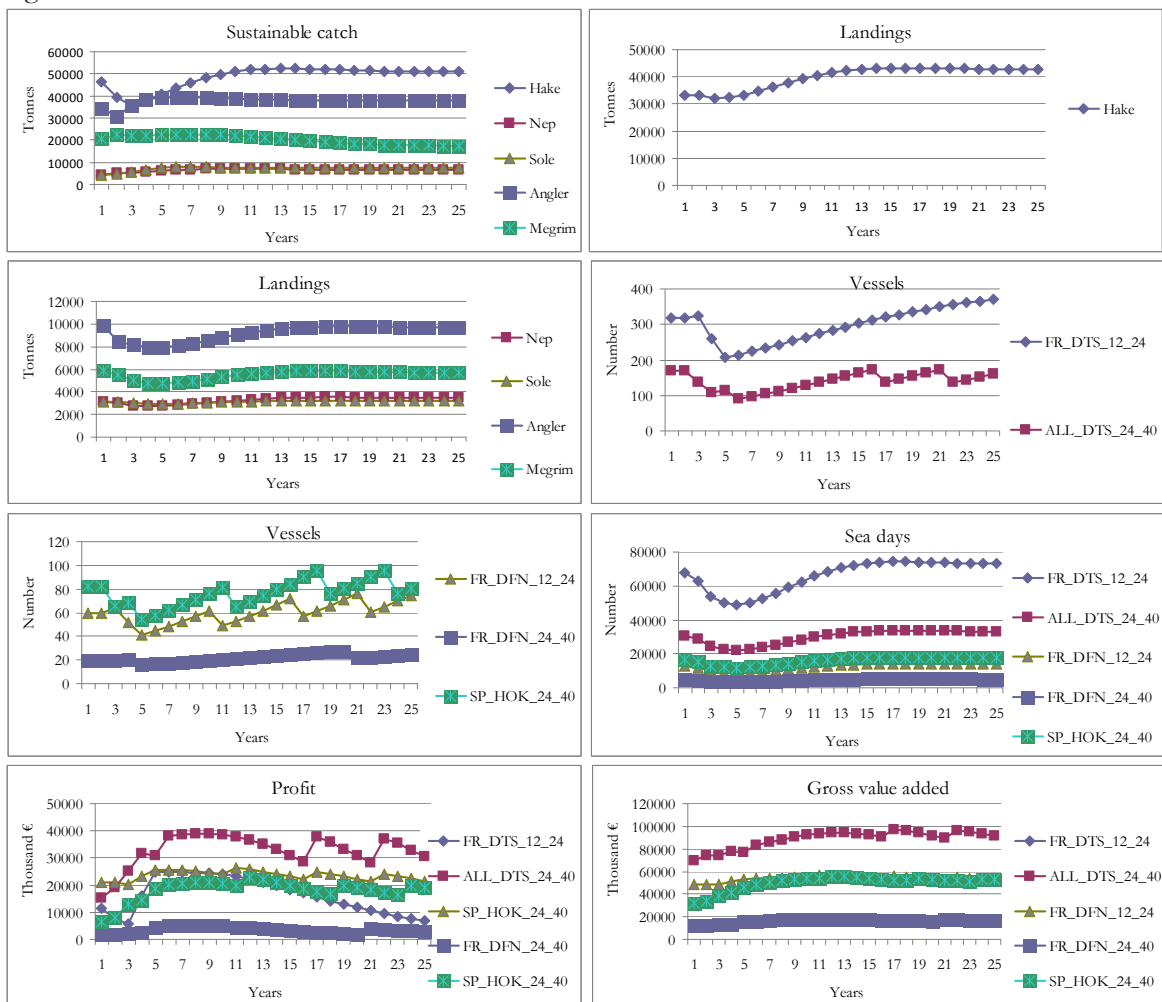 Sustainable catch
60000
50000
40000
30000
20000
10000
0
Tonnes
1 3 5 7 9 11 13 15 17 19 21 23 25
Years
Hake
Nep
Sole
Angler
Megrim
Landings
50000
40000
30000
20000
10000
0
Tonnes
1 3 5 7 9 11 13 15 17 19 21 23 25
Years
Hake
Landings
12000
10000
8000
6000
4000
2000
0
Tonnes
1 3 5 7 9 11 13 15 17 19 21 23 25
Years
Nep
Sole
Angler
Megrim
Vessels
400
300
200
100
0
Number
1 3 5 7 9 11 13 15 17 19 21 23 25
Years
FR_DTS_12_24
ALL_DTS_24_40
Vessels
120
100
80
60
40
20
0
Number
1 3 5 7 9 11 13 15 17 19 21 23 25
Years
FR_DFN_12_24
FR_DFN_24_40
SP_HOK_24_40
Sea days
80000
60000
40000
20000
0
Number
1 3 5 7 9 11 13 15 17 19 21 23 25
Years
FR_DTS_12_24
ALL_DTS_24_40
FR_DFN_12_24
FR_DFN_24_40
SP_HOK_24_40
Profit
50000
40000
30000
20000
10000
0
Thousand €
1 3 5 7 9 11 13 15 17 19 21 23 25
Years
FR_DTS_12_24
ALL_DTS_24_40
SP_HOK_24_40
FR_DFN_24_40
SP_HOK_24_40
Gross value added
120000
100000
80000
60000
40000
20000
0
Thousand €
1 3 5 7 9 11 13 15 17 19 21 23 25
Years
FR_DTS_12_24
ALL_DTS_24_40
FR_DFN_12_24
FR_DFN_24_40
SP_HOK_24_40